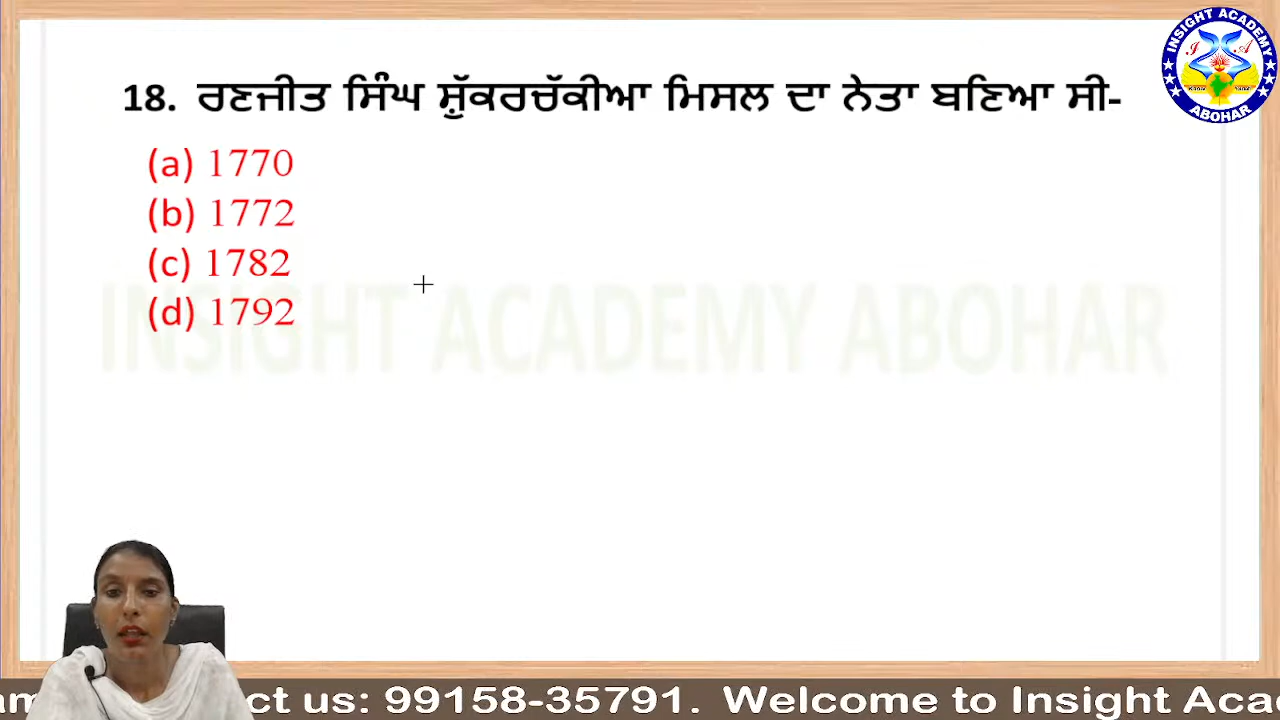 INSIGHT ACADEMY
I A
ABOHAR
18. ਰਣਜੀਤ ਸਿੰਘ ਸ਼ੁੱਕਰਚੱਕੀਆ ਮਿਸਲ ਦਾ ਨੇਤਾ ਬਣਿਆ ਸੀ-
(a) 1770
(b) 1772
(c) 1782
(d) 1792
INSIGHT ACADEMY ABOHAR
ct us: 99158-35791. Welcome to Insight Aca